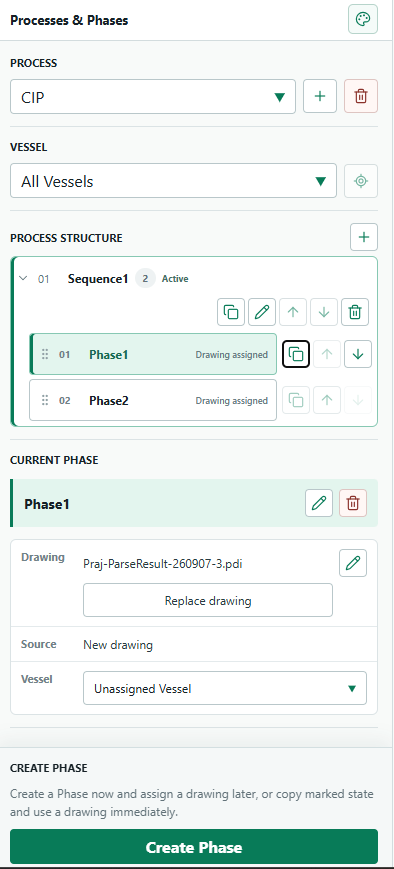 Processes & Phases
PROCESS
CIP
VESSEL
All Vessels
PROCESS STRUCTURE
01 Sequence1 2 Active
01 Phase1 Drawing assigned
02 Phase2 Drawing assigned
CURRENT PHASE
Phase1
Drawing Praj-ParseResult-260907-3.pdi
Replace drawing
Source New drawing
Vessel Unassigned Vessel
CREATE PHASE
Create a Phase now and assign a drawing later, or copy marked state
and use a drawing immediately.
Create Phase